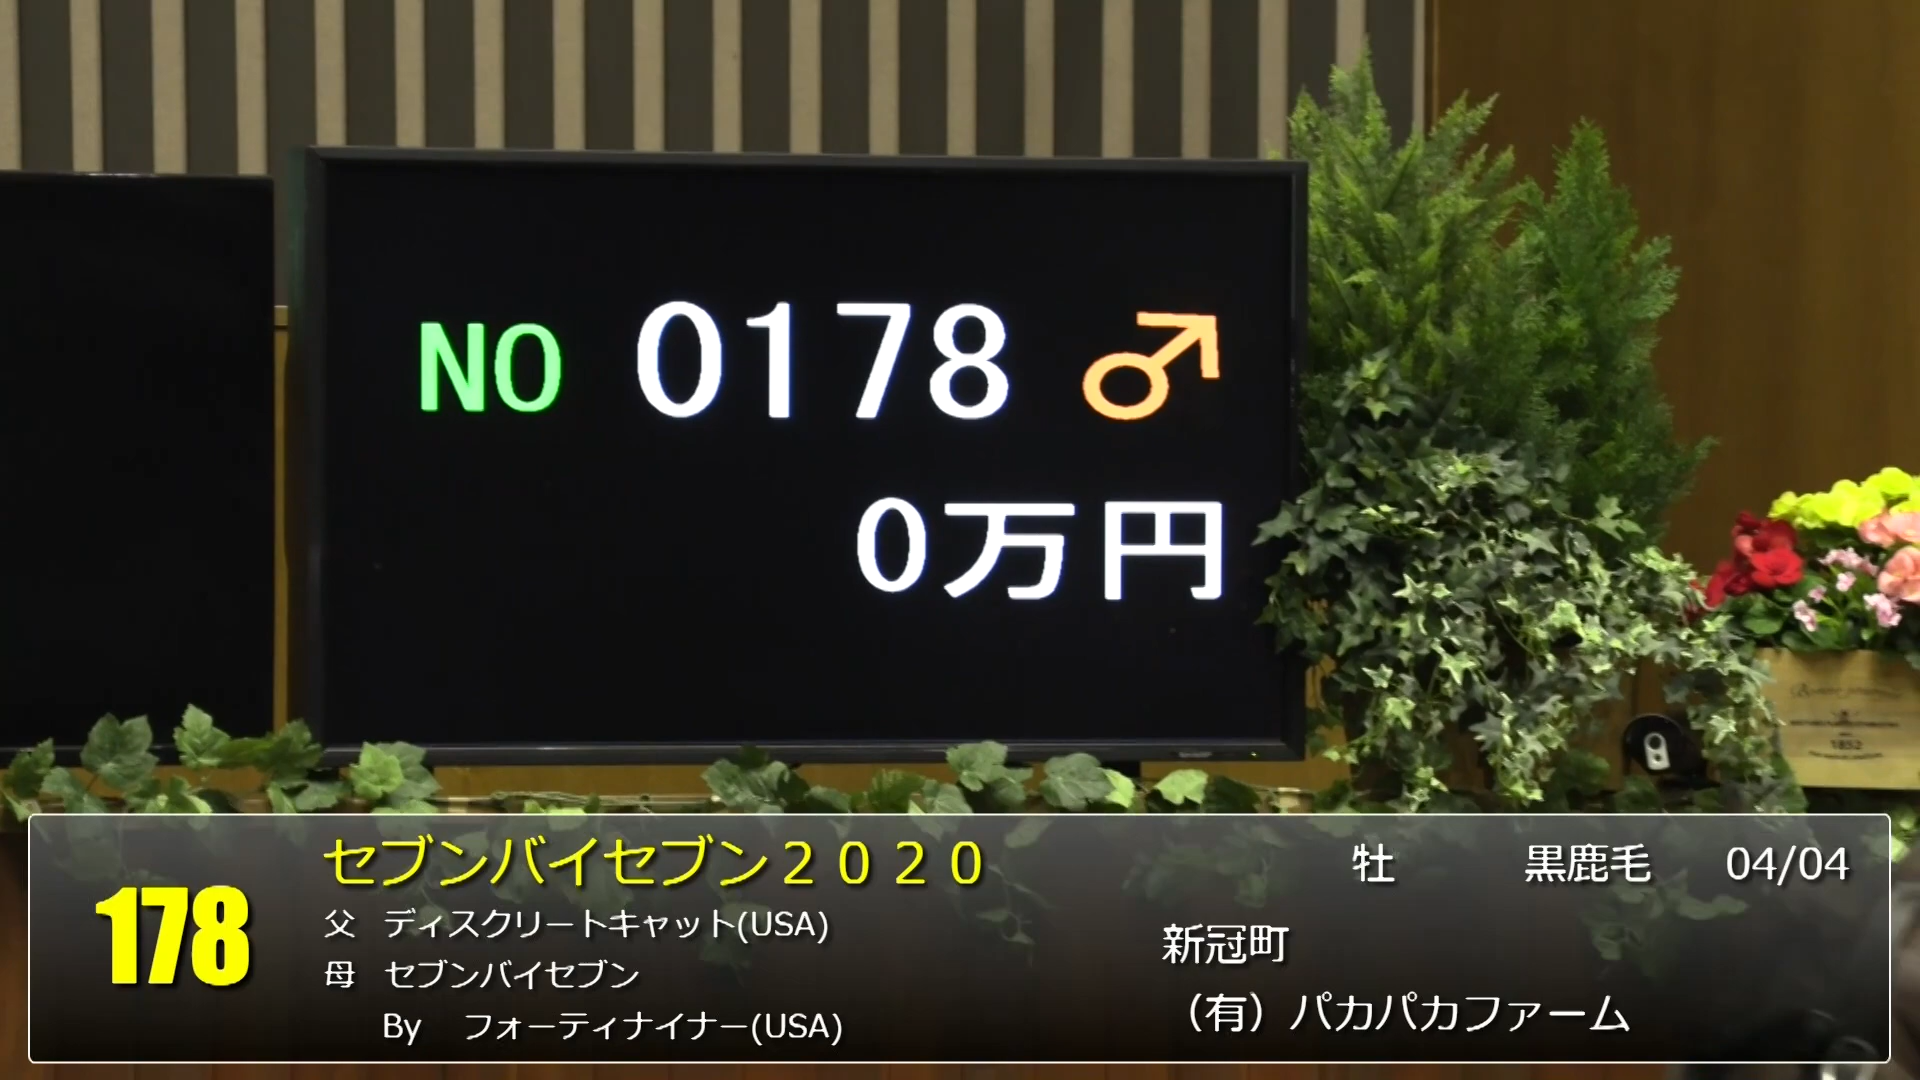 NO 0178 ♂
0万円
1852
178
セブンバイセブン２０２０ 牡 黒鹿毛 04/04
父 ディスクリートキャット(USA)
母 セブンバイセブン
By フォーティナイナー(USA)
新冠町
（有）パカパカファーム